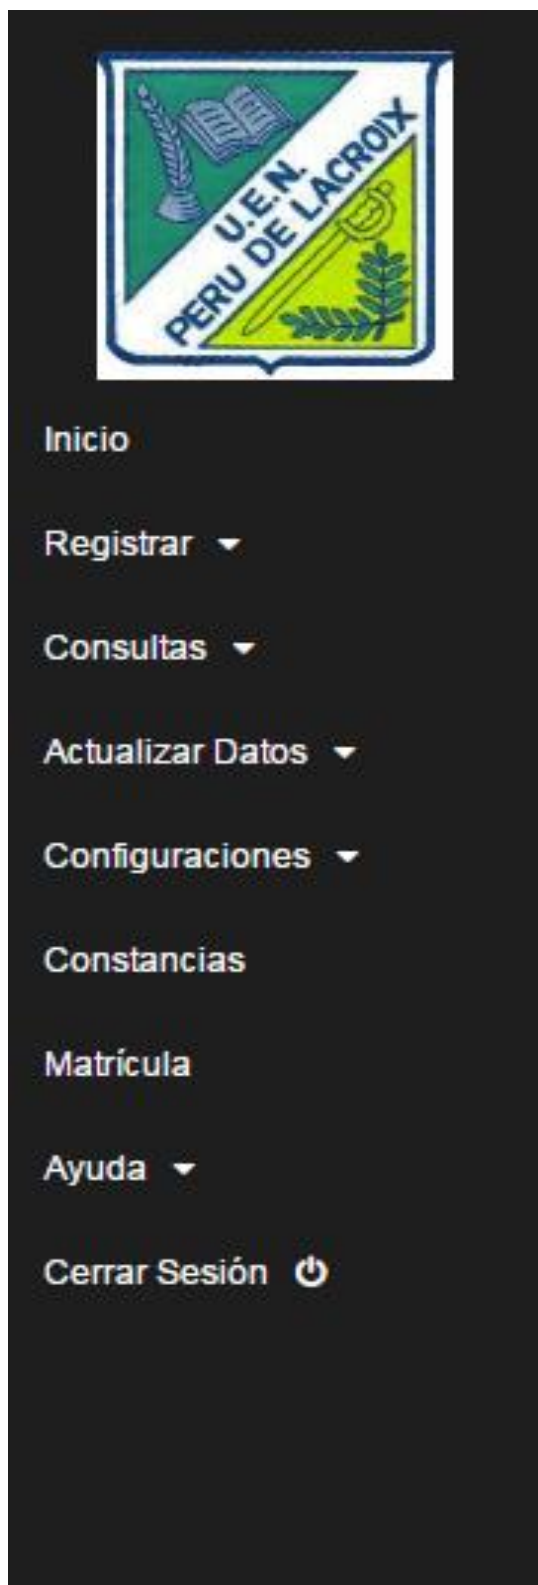 U.E.N.
PERU DE LACROIX
Inicio
Registrar
Consultas
Actualizar Datos
Configuraciones
Constancias
Matrícula
Ayuda
Cerrar Sesión